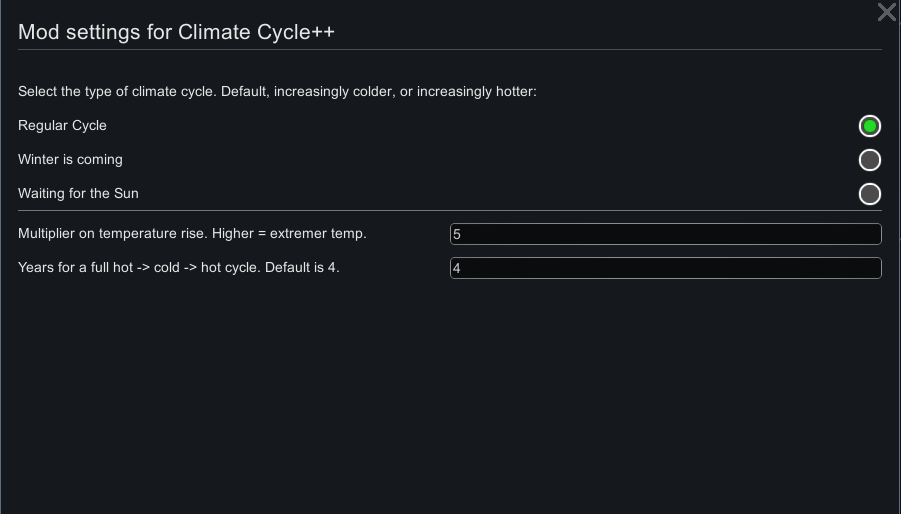 Mod settings for Climate Cycle++
Select the type of climate cycle. Default, increasingly colder, or increasingly hotter:
Regular Cycle
Winter is coming
Waiting for the Sun
Multiplier on temperature rise. Higher = extremer temp. 5
Years for a full hot -> cold -> hot cycle. Default is 4. 4